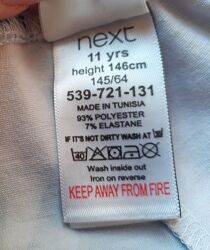 next
11 yrs
height 146cm
145/64
539-721-131
MADE IN TUNISIA
93% POLYESTER
7% ELASTANE
IF IT'S NOT DIRTY WASH AT 30
40
Wash inside out
Iron on reverse
KEEP AWAY FROM FIRE